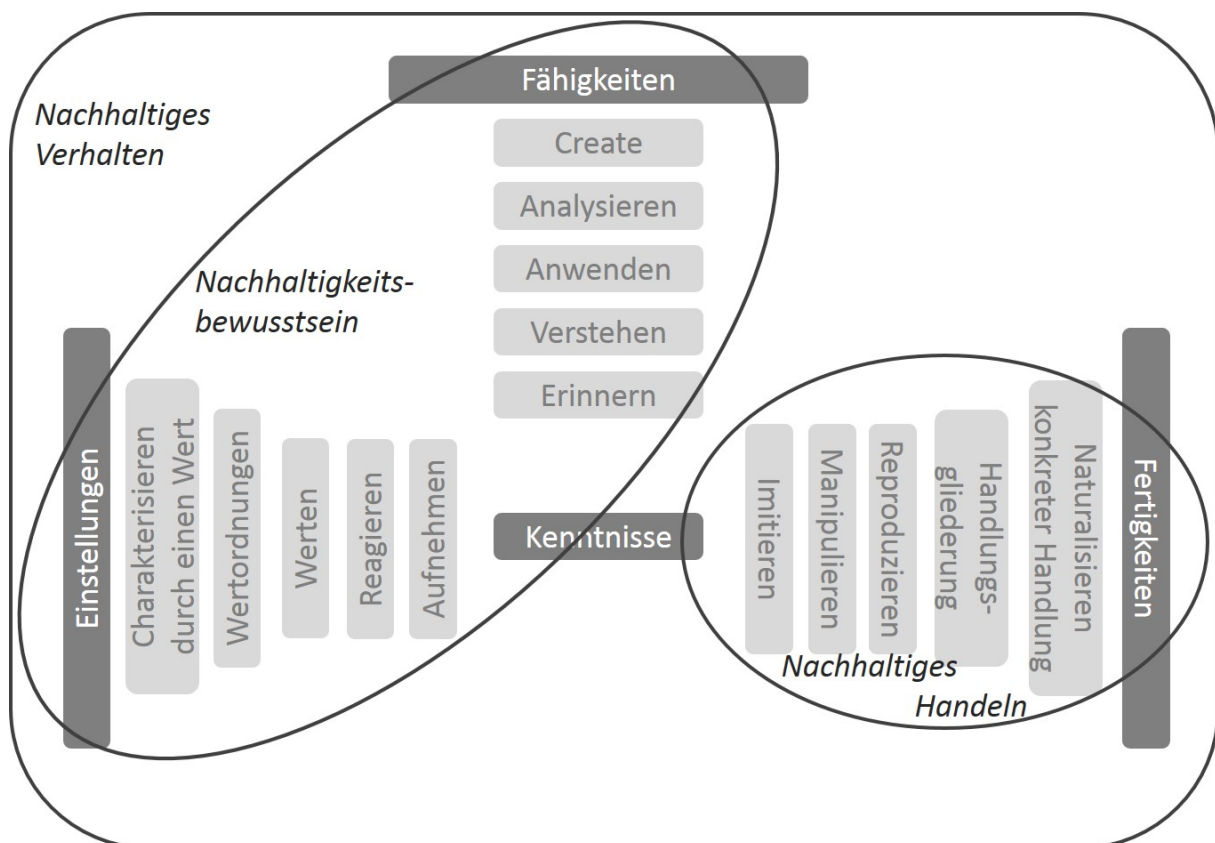 Fähigkeiten
Nachhaltiges
Verhalten
Create
Analysieren
Anwenden
Verstehen
Erinnern
Nachhaltigkeits-
bewusstsein
Einstellungen
Charakterisieren
durch einen Wert
Wertordnungen
Werten
Reagieren
Aufnehmen
Kenntnisse
Imitieren
Manipulieren
Reproduzieren
Handlungs-
gliederung
Naturalisieren
konkreter Handlung
Fertigkeiten
Nachhaltiges
Handeln